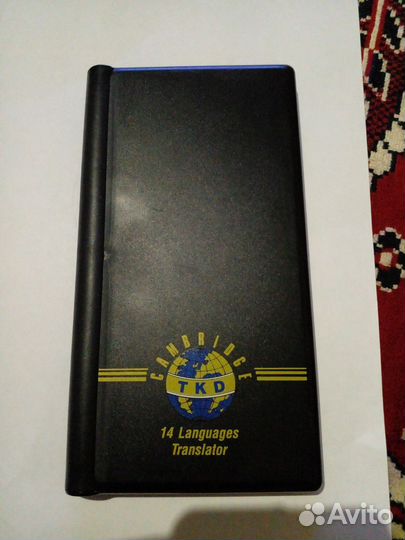 CAMBRIDGE
TKD
14 Languages
Translator
Avito